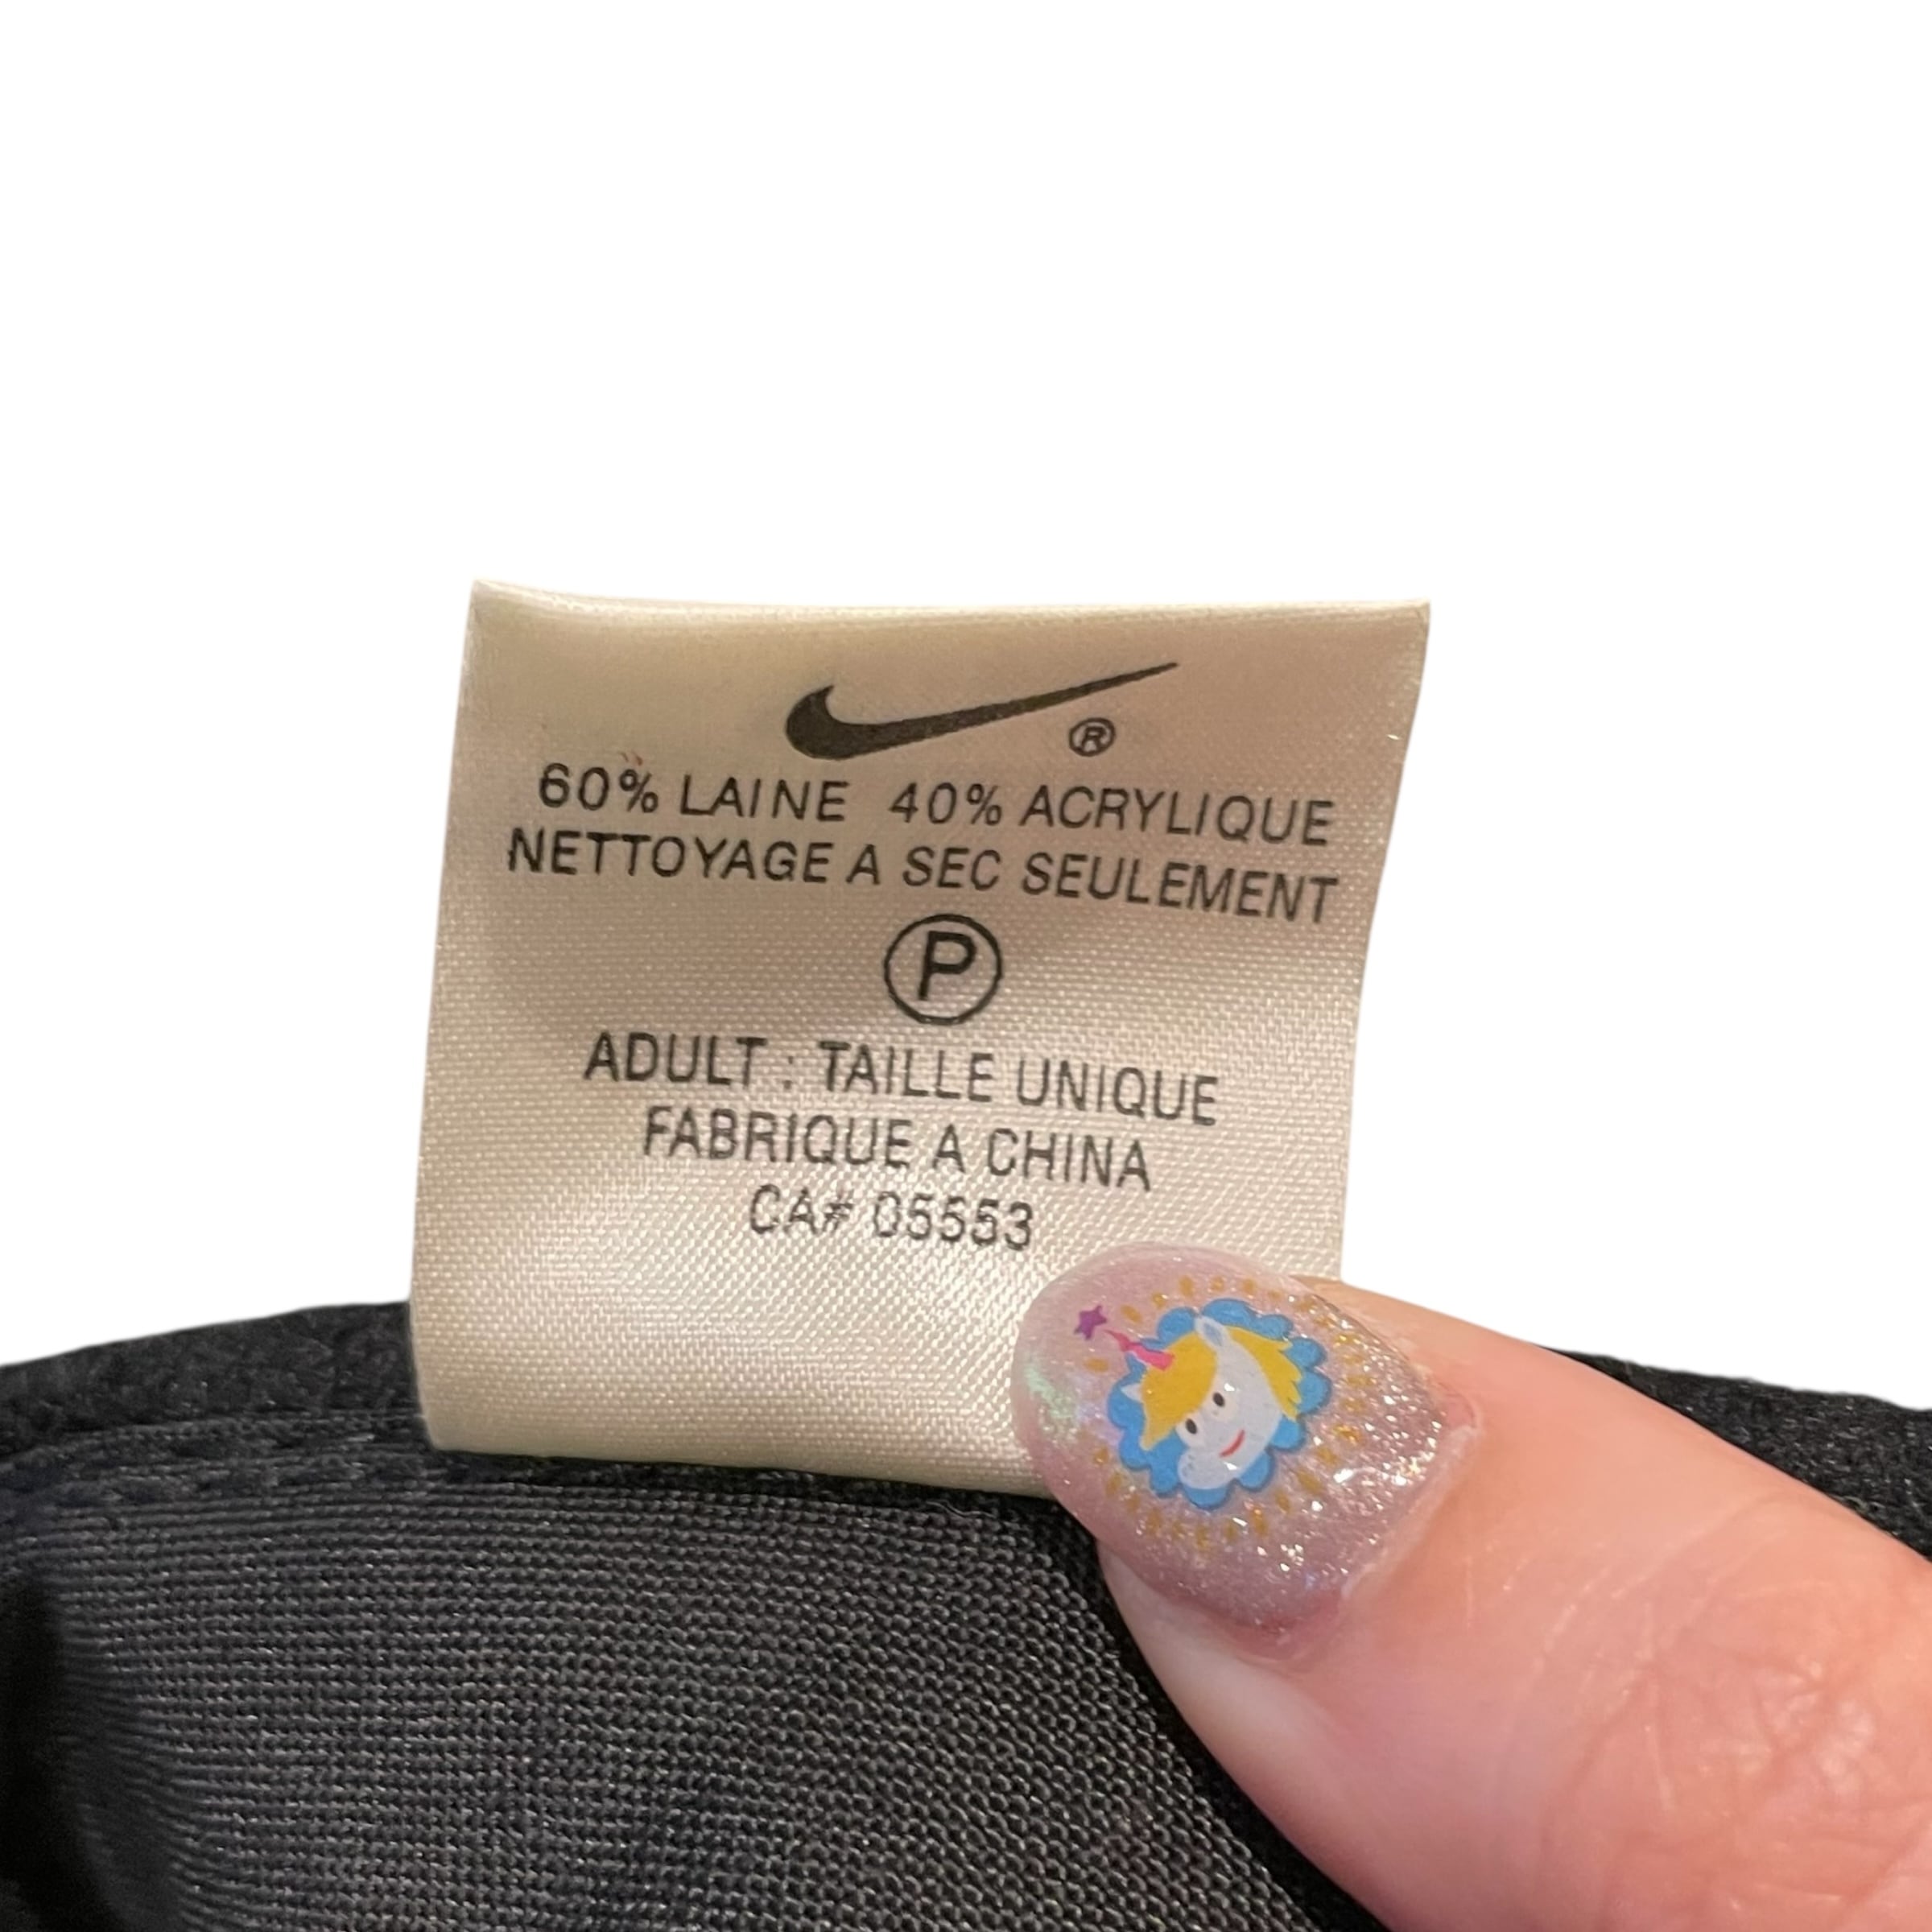 ®
60% LAINE 40% ACRYLIQUE
NETTOYAGE A SEC SEULEMENT
P
ADULT : TAILLE UNIQUE
FABRIQUE A CHINA
CA# 05553